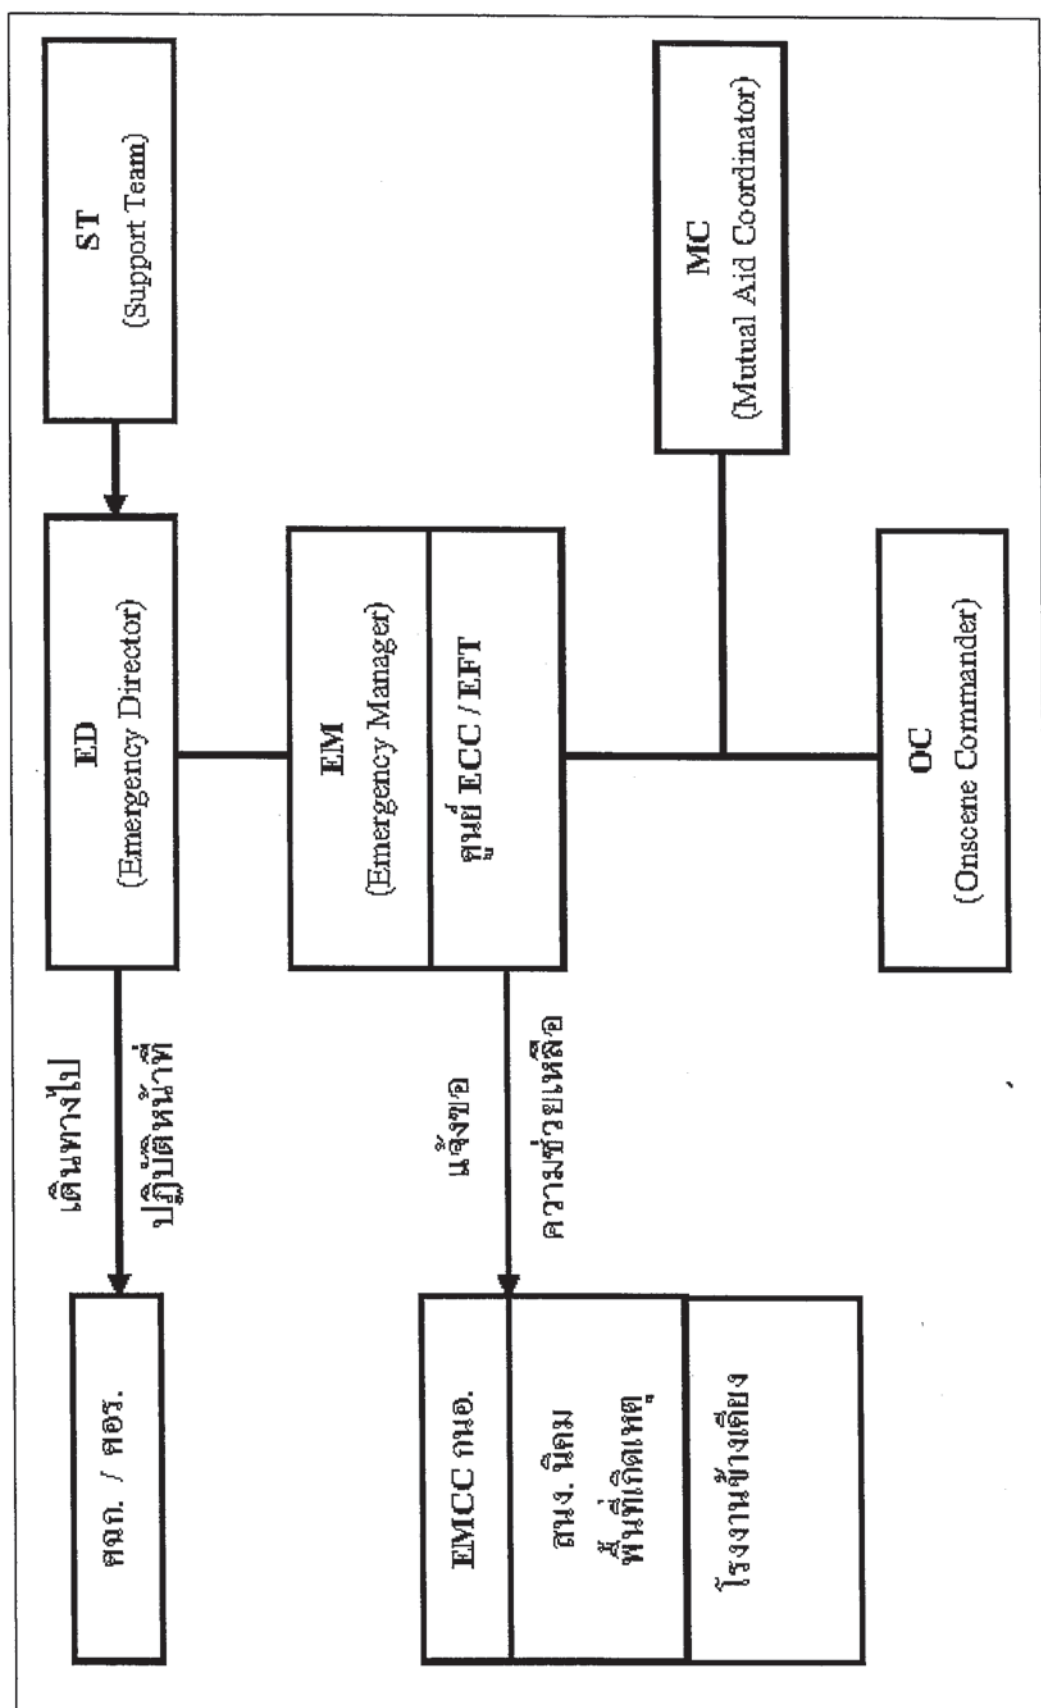 ศฉก. / ศอร.
เดินทางไป
ปฏิบัติหน้าที่
ED
(Emergency Director)
ST
(Support Team)
EMCC กนอ.
สนง. นิคม
พื้นที่เกิดเหตุ
โรงงานข้างเคียง
แจ้งขอ
ความช่วยเหลือ
EM
(Emergency Manager)
ศูนย์ ECC / EFT
MC
(Mutual Aid Coordinator)
OC
(Onscene Commander)